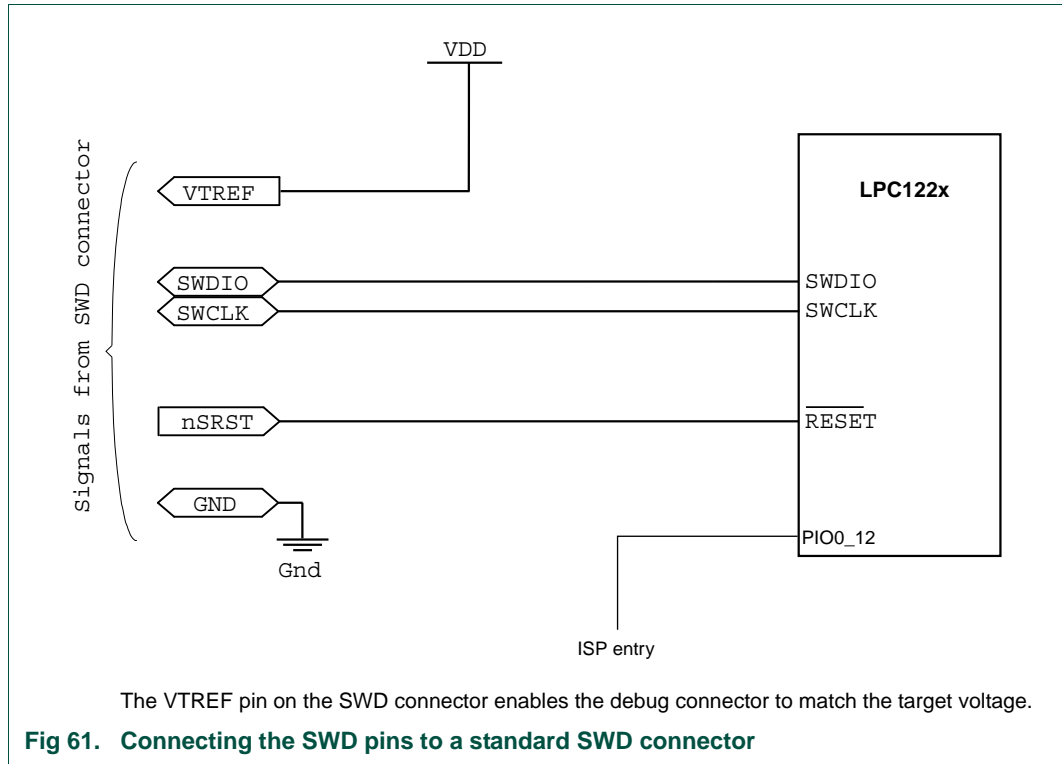 VDD
Signals from SWD connector
VTREF
LPC122x
SWDIO
SWDIO
SWCLK
SWCLK
nSRST
RESET
GND
Gnd
PIO0_12
ISP entry
The VTREF pin on the SWD connector enables the debug connector to match the target voltage.
Fig 61. Connecting the SWD pins to a standard SWD connector